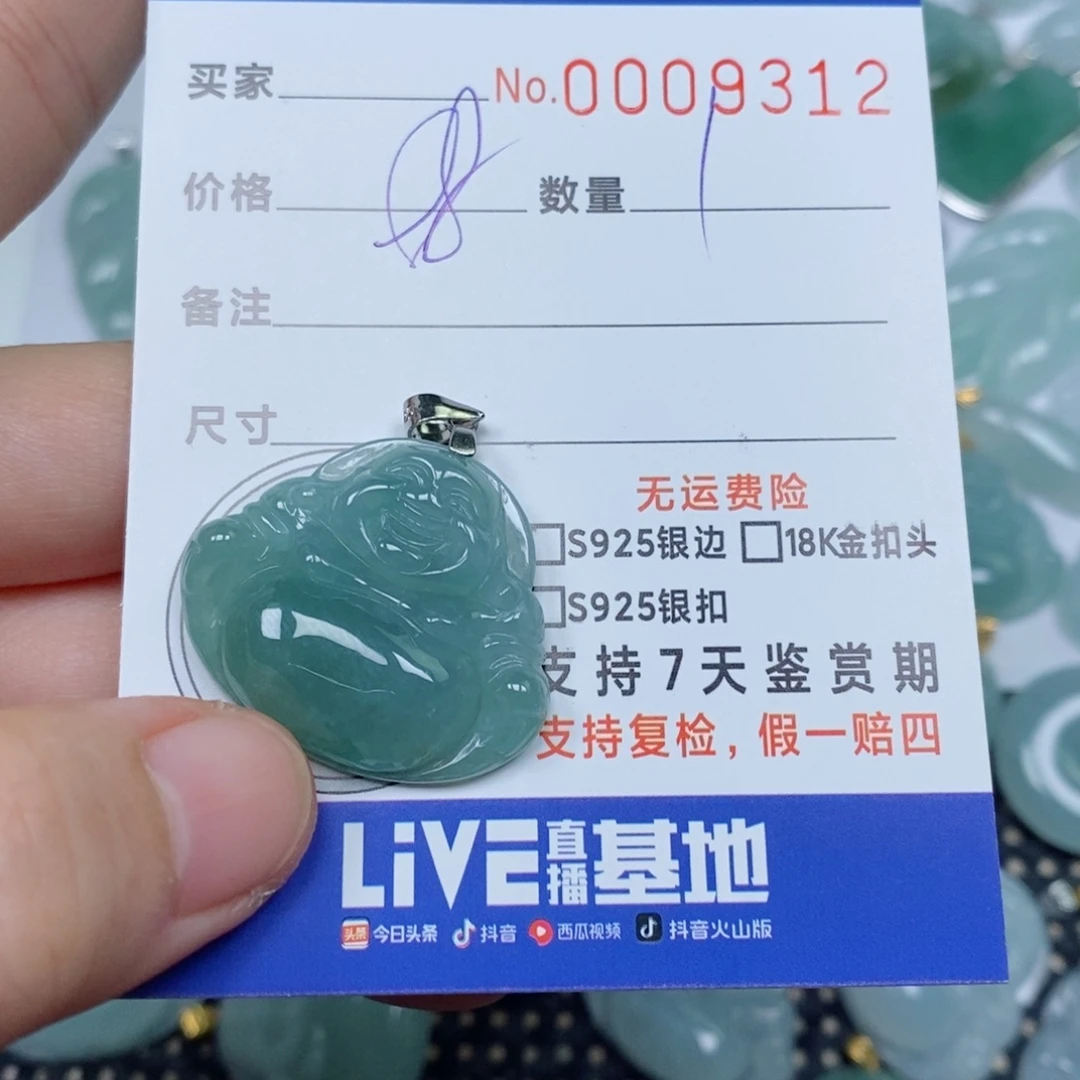 买家 No.0009312
价格 数量 1
备注
尺寸
无运费险
S925银边 18K金扣头
S925银扣
支持7天鉴赏期
支持复检，假一赔四
LiVE直播基地
头条 今日头条 抖音 西瓜视频 抖音火山版